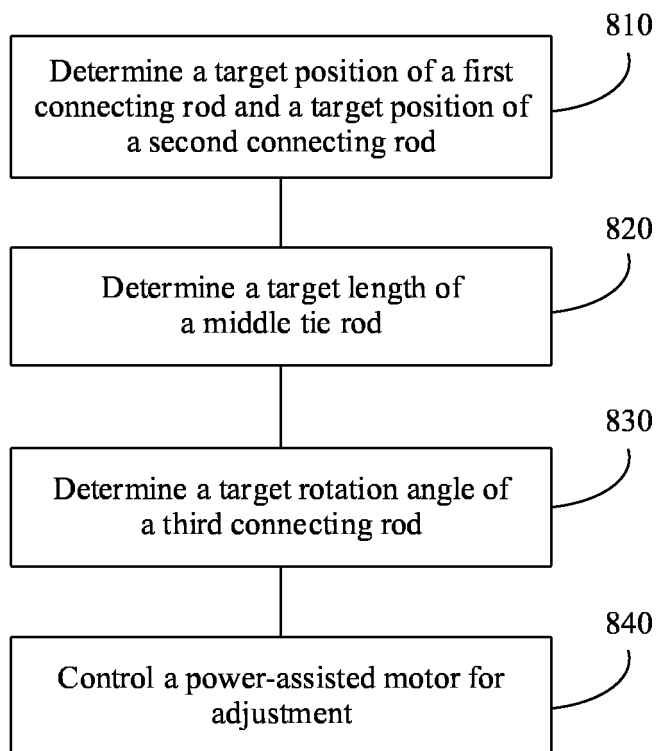 810
Determine a target position of a first
connecting rod and a target position of
a second connecting rod
820
Determine a target length of
a middle tie rod
830
Determine a target rotation angle of
a third connecting rod
840
Control a power-assisted motor for
adjustment